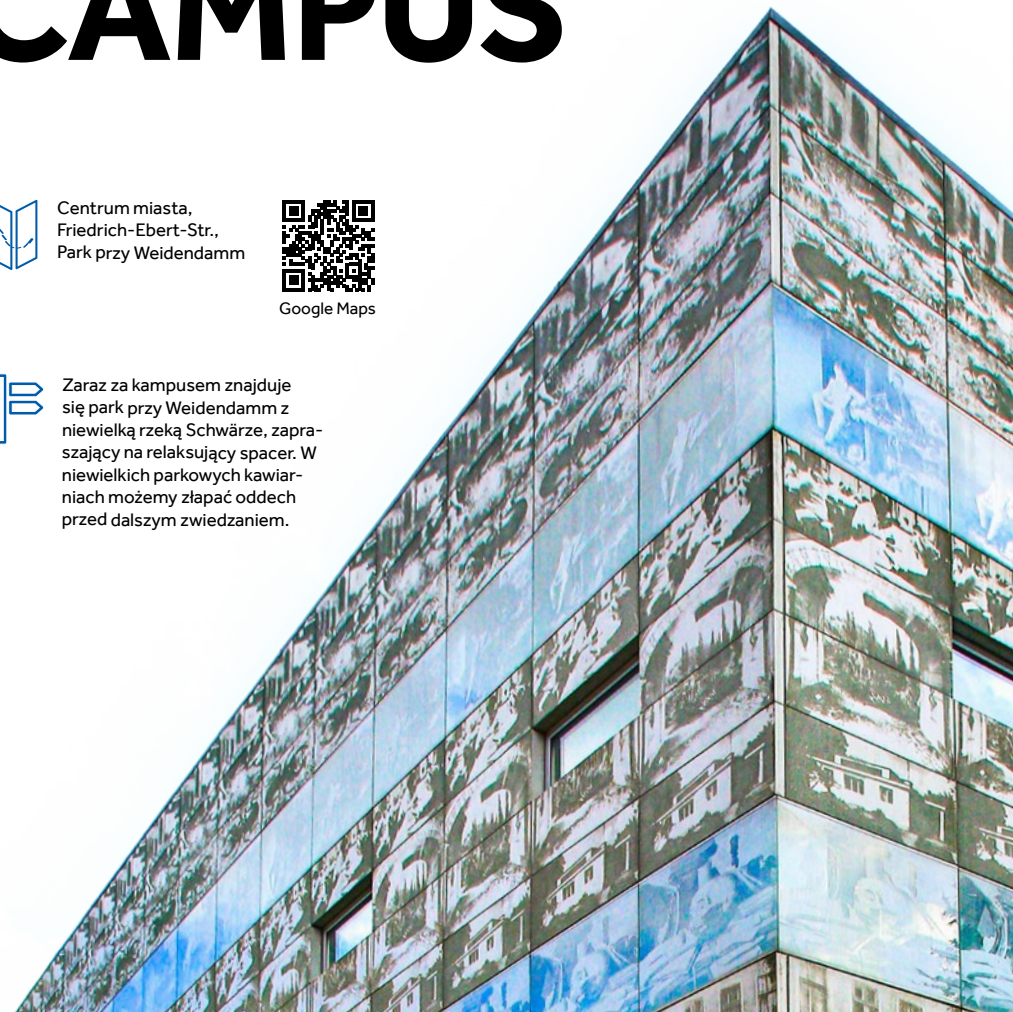 CAMPUS
Centrum miasta,
Friedrich-Ebert-Str.,
Park przy Weidendamm
Google Maps
Zaraz za kampusem znajduje
się park przy Weidendamm z
niewielką rzeką Schwärze, zapra-
szający na relaksujący spacer. W
niewielkich parkowych kawiar-
niach możemy złapać oddech
przed dalszym zwiedzaniem.